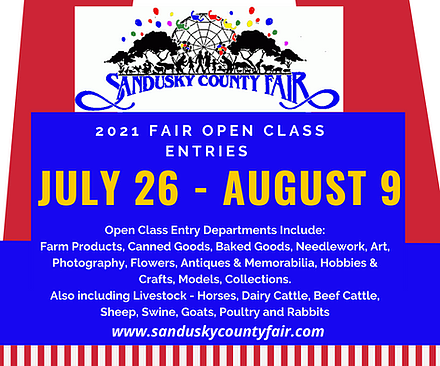 SANDUSKY COUNTY FAIR
2021 FAIR OPEN CLASS
ENTRIES
JULY 26 - AUGUST 9
Open Class Entry Departments Include:
Farm Products, Canned Goods, Baked Goods, Needlework, Art,
Photography, Flowers, Antiques & Memorabilia, Hobbies &
Crafts, Models, Collections.
Also including Livestock - Horses, Dairy Cattle, Beef Cattle,
Sheep, Swine, Goats, Poultry and Rabbits
www.sanduskycountyfair.com